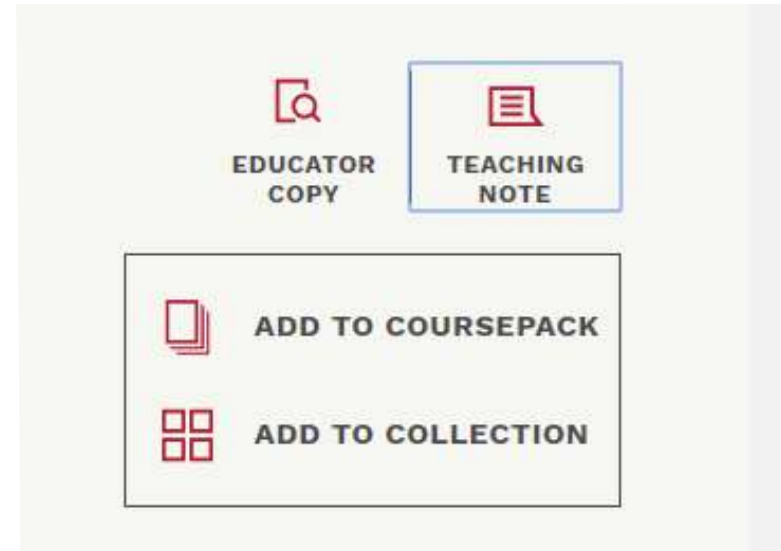 EDUCATOR
COPY
TEACHING
NOTE
ADD TO COURSEPACK
ADD TO COLLECTION